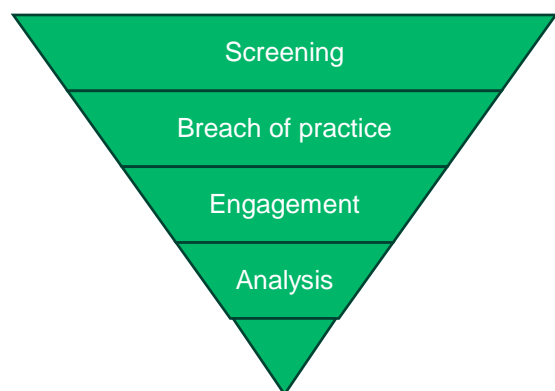 Screening
Breach of practice
Engagement
Analysis